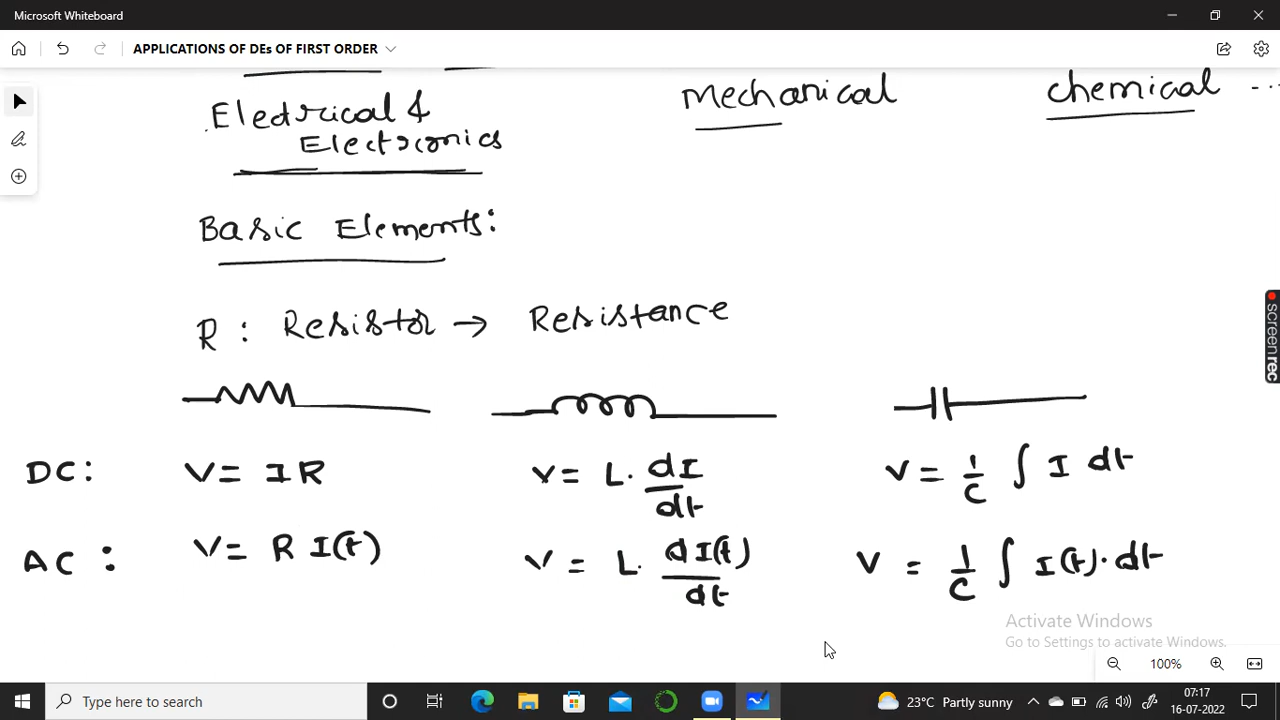 Microsoft Whiteboard
APPLICATIONS OF DEs OF FIRST ORDER
Electrical &
Electronics
mechanical
chemical ...
Basic Elements:
R : Resistor → Resistance
DC: V = IR V = L. dI/dt V = 1/C ∫ I dt
AC : V = R I(t) V = L. dI(t)/dt V = 1/C ∫ I(t).dt
screenrec
Activate Windows
Go to Settings to activate Windows.
100%
Type here to search
23°C Partly sunny
07:17
16-07-2022